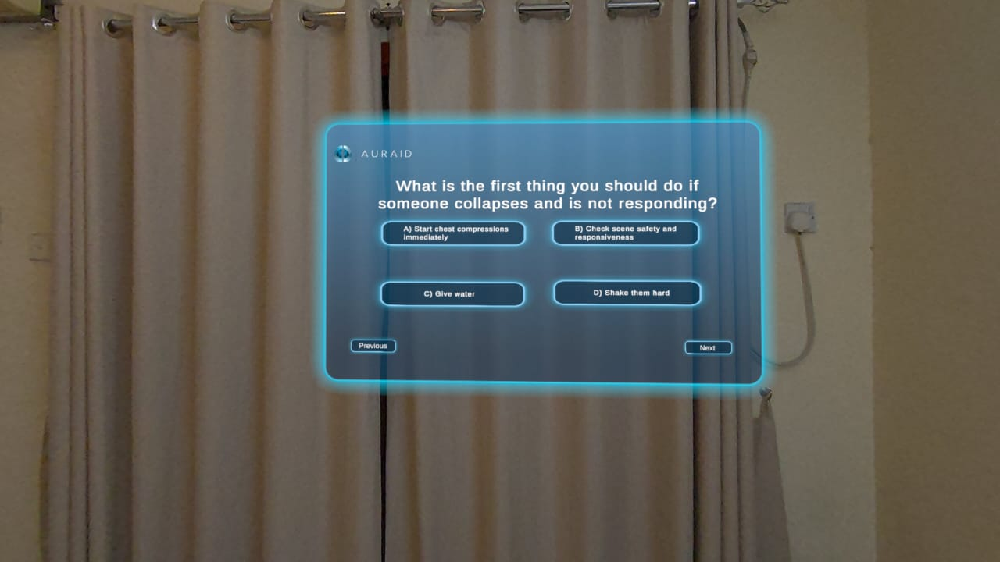 AURAID
What is the first thing you should do if
someone collapses and is not responding?
A) Start chest compressions
immediately
B) Check scene safety and
responsiveness
C) Give water
D) Shake them hard
Previous
Next